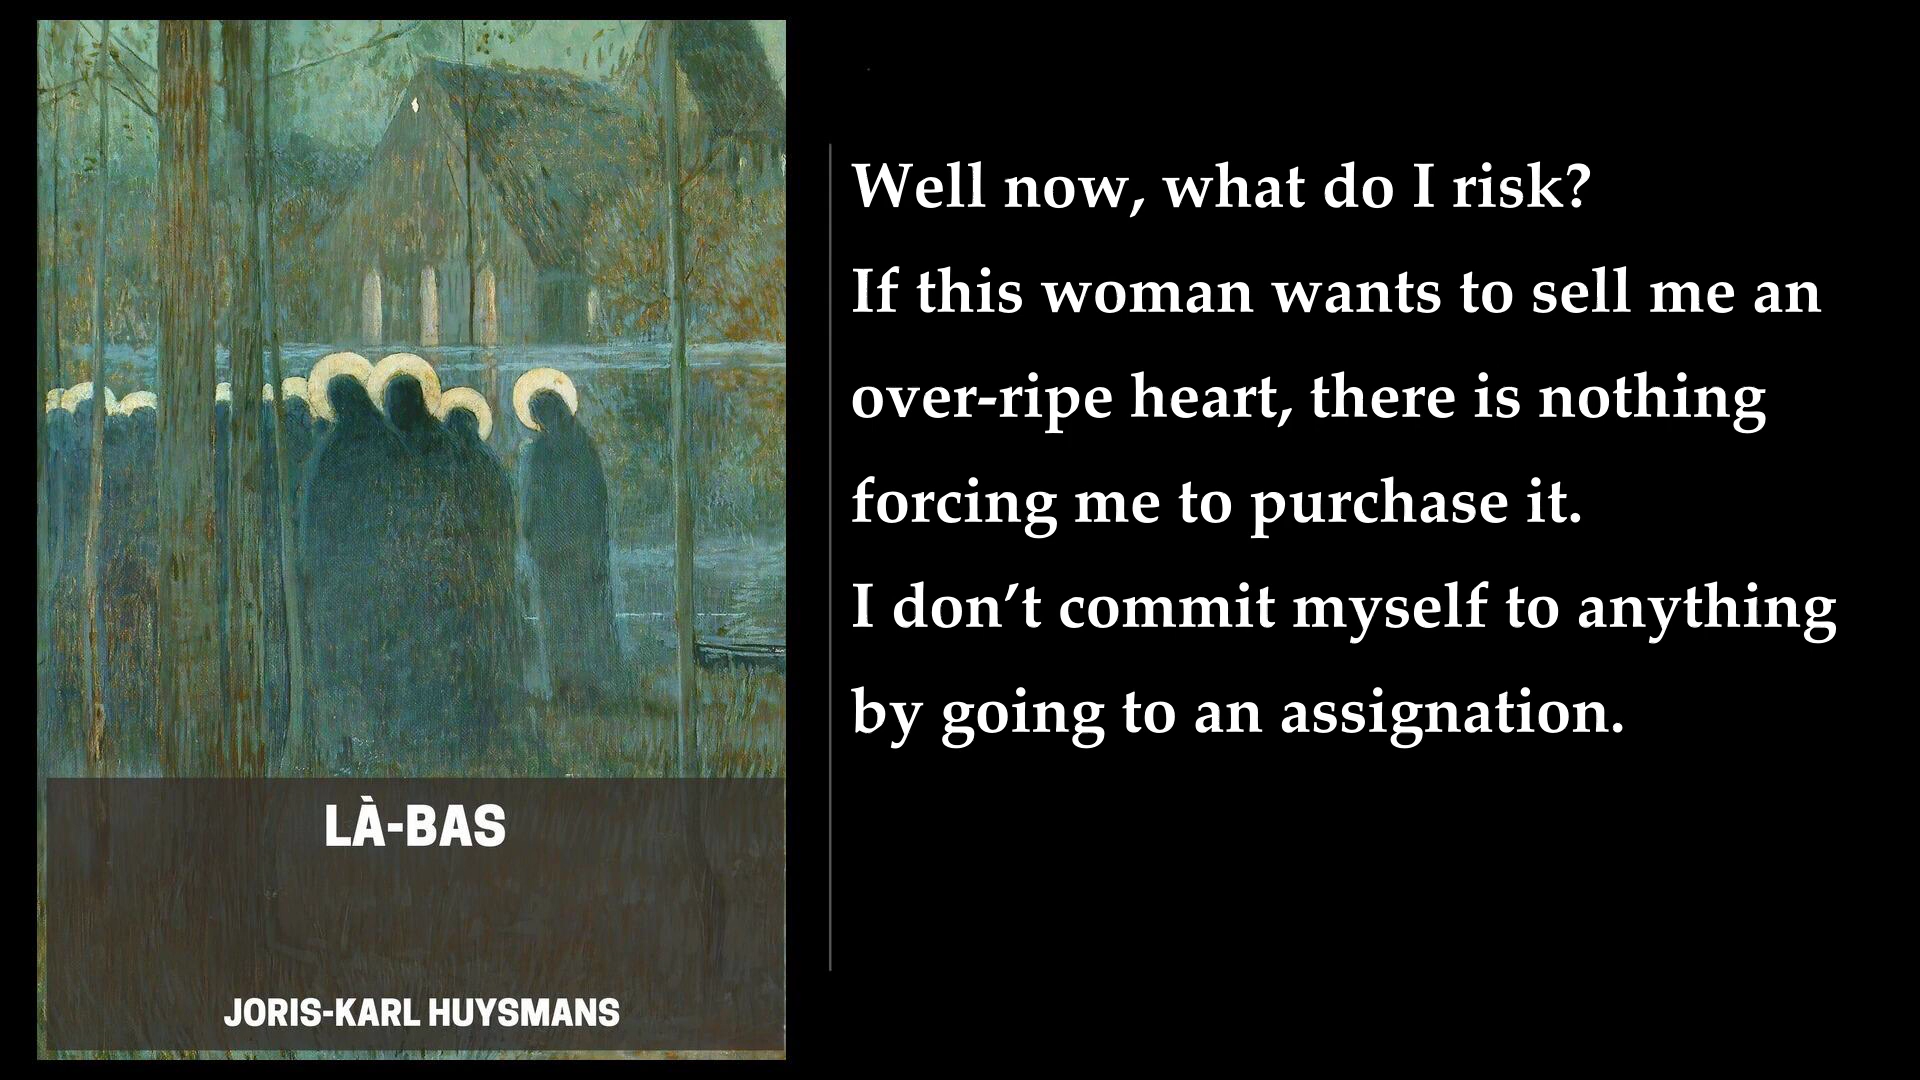 LÀ-BAS
JORIS-KARL HUYSMANS
Well now, what do I risk?
If this woman wants to sell me an
over-ripe heart, there is nothing
forcing me to purchase it.
I don’t commit myself to anything
by going to an assignation.